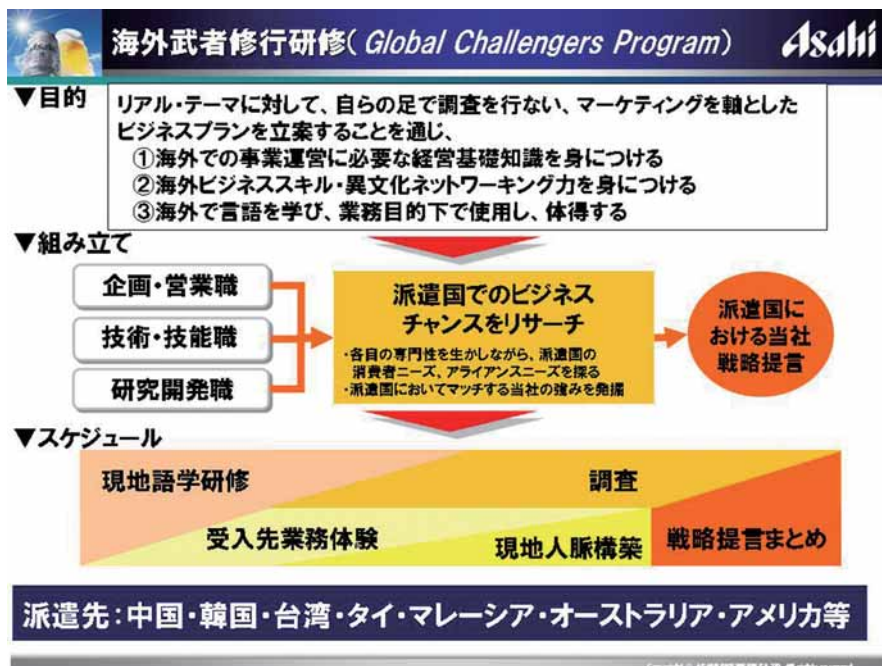 海外武者修行研修( Global Challengers Program)
Asahi
▼目的
リアル・テーマに対して、自らの足で調査を行ない、マーケティングを軸とした
ビジネスプランを立案することを通じ、
①海外での事業運営に必要な経営基礎知識を身につける
②海外ビジネススキル・異文化ネットワーキング力を身につける
③海外で言語を学び、業務目的下で使用し、体得する
▼組み立て
企画・営業職
技術・技能職
研究開発職
派遣国でのビジネス
チャンスをリサーチ
・各自の専門性を生かしながら、派遣国の
消費者ニーズ、アライアンスニーズを探る
・派遣国においてマッチする当社の強みを発掘
派遣国に
おける当社
戦略提言
▼スケジュール
現地語学研修
調査
受入先業務体験
現地人脈構築
戦略提言まとめ
派遣先:中国・韓国・台湾・タイ・マレーシア・オーストラリア・アメリカ等